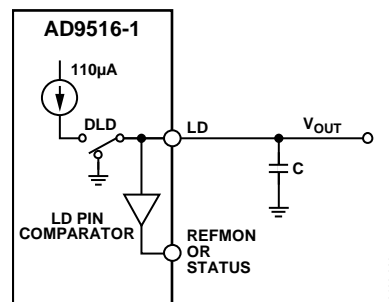 AD9516-1
110µA
DLD
LD
VOUT
C
LD PIN
COMPARATOR
REFMON
OR
STATUS